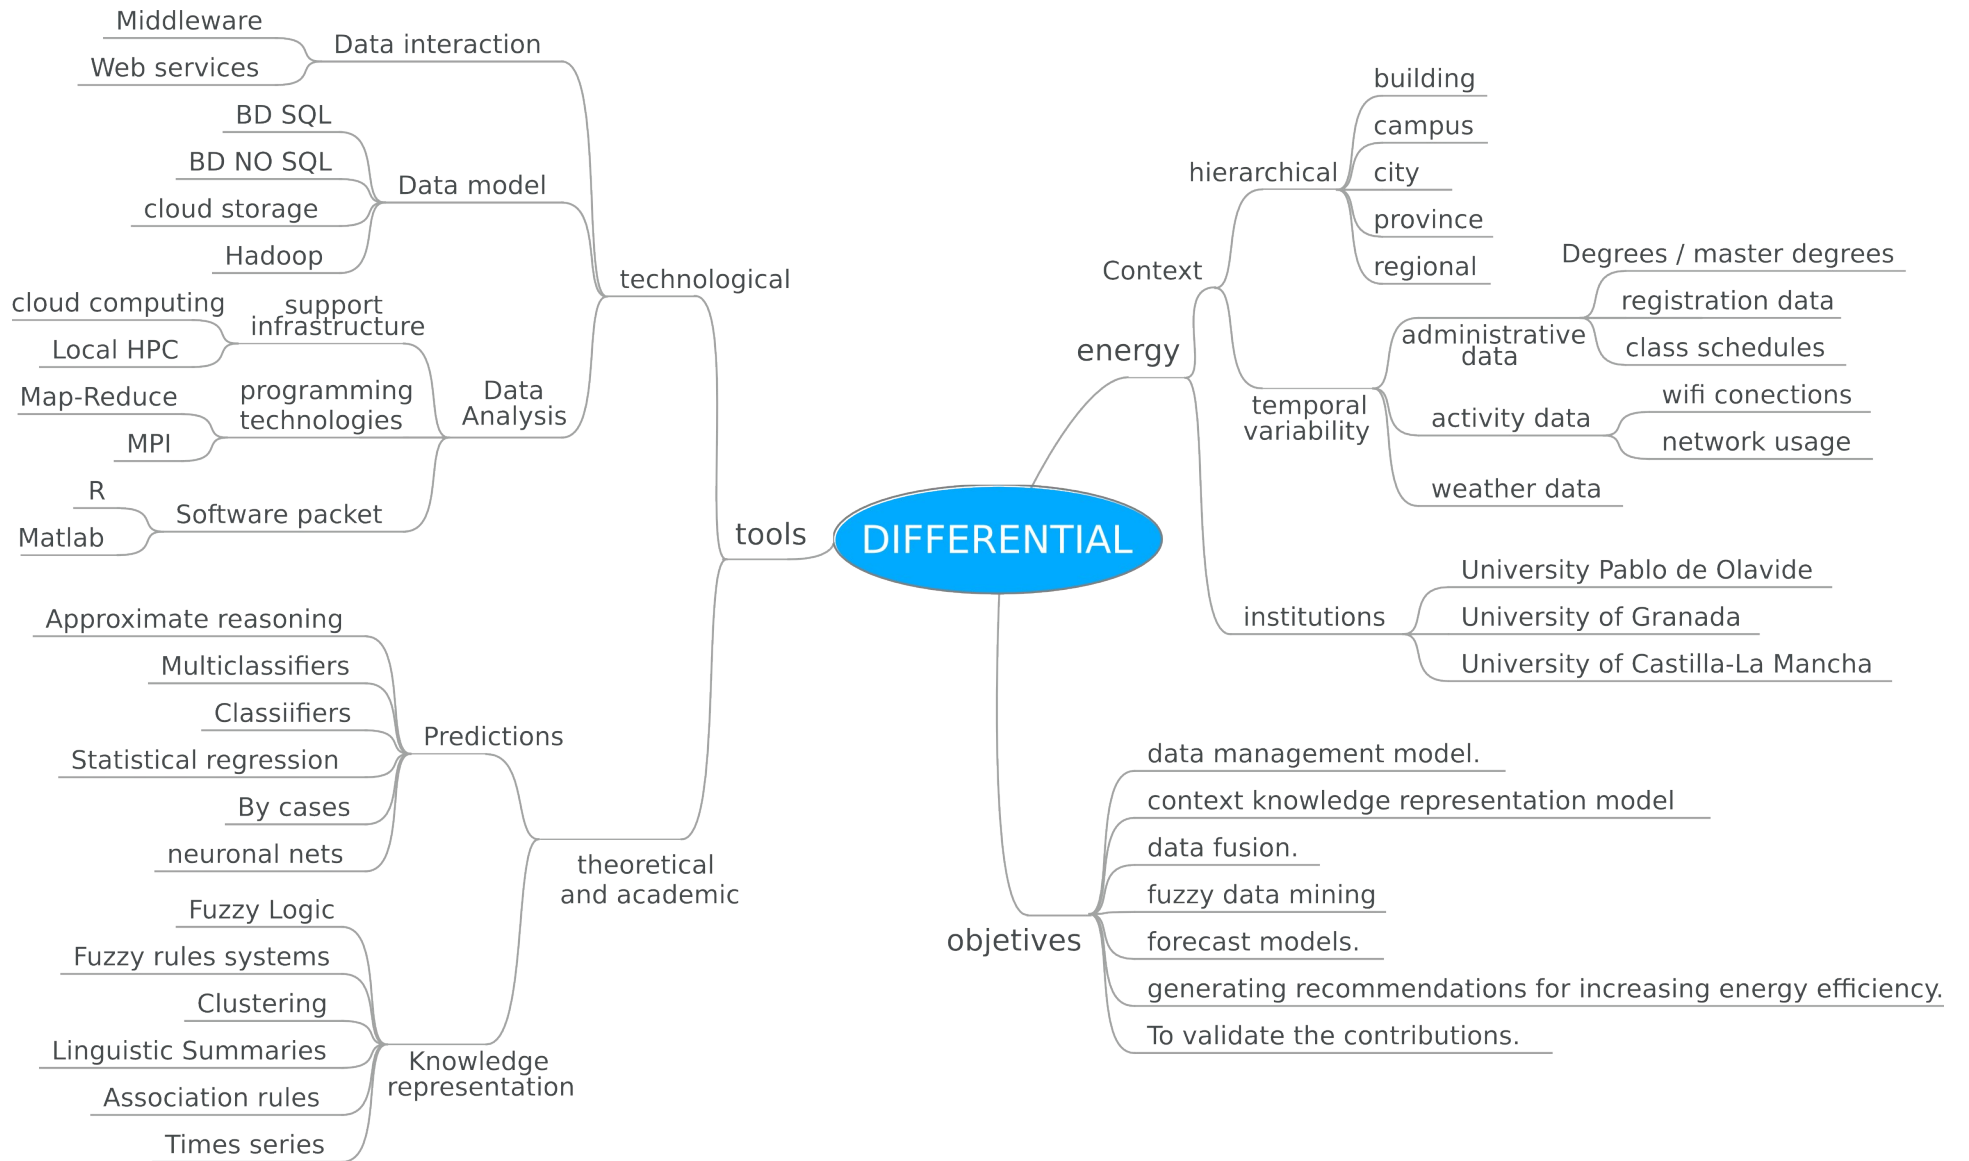 Middleware
Web services
Data interaction
BD SQL
BD NO SQL
cloud storage
Hadoop
Data model
technological
cloud computing
Local HPC
support
infrastructure
Map-Reduce
MPI
programming
technologies
Data
Analysis
R
Matlab
Software packet
tools
Approximate reasoning
Multiclassifiers
Classiifiers
Statistical regression
By cases
neuronal nets
Predictions
theoretical
and academic
Fuzzy Logic
Fuzzy rules systems
Clustering
Linguistic Summaries
Association rules
Times series
Knowledge
representation
DIFFERENTIAL
energy
Context
hierarchical
building
campus
city
province
regional
temporal
variability
administrative
data
Degrees / master degrees
registration data
class schedules
activity data
wifi conections
network usage
weather data
institutions
University Pablo de Olavide
University of Granada
University of Castilla-La Mancha
objetives
data management model.
context knowledge representation model
data fusion.
fuzzy data mining
forecast models.
generating recommendations for increasing energy efficiency.
To validate the contributions.